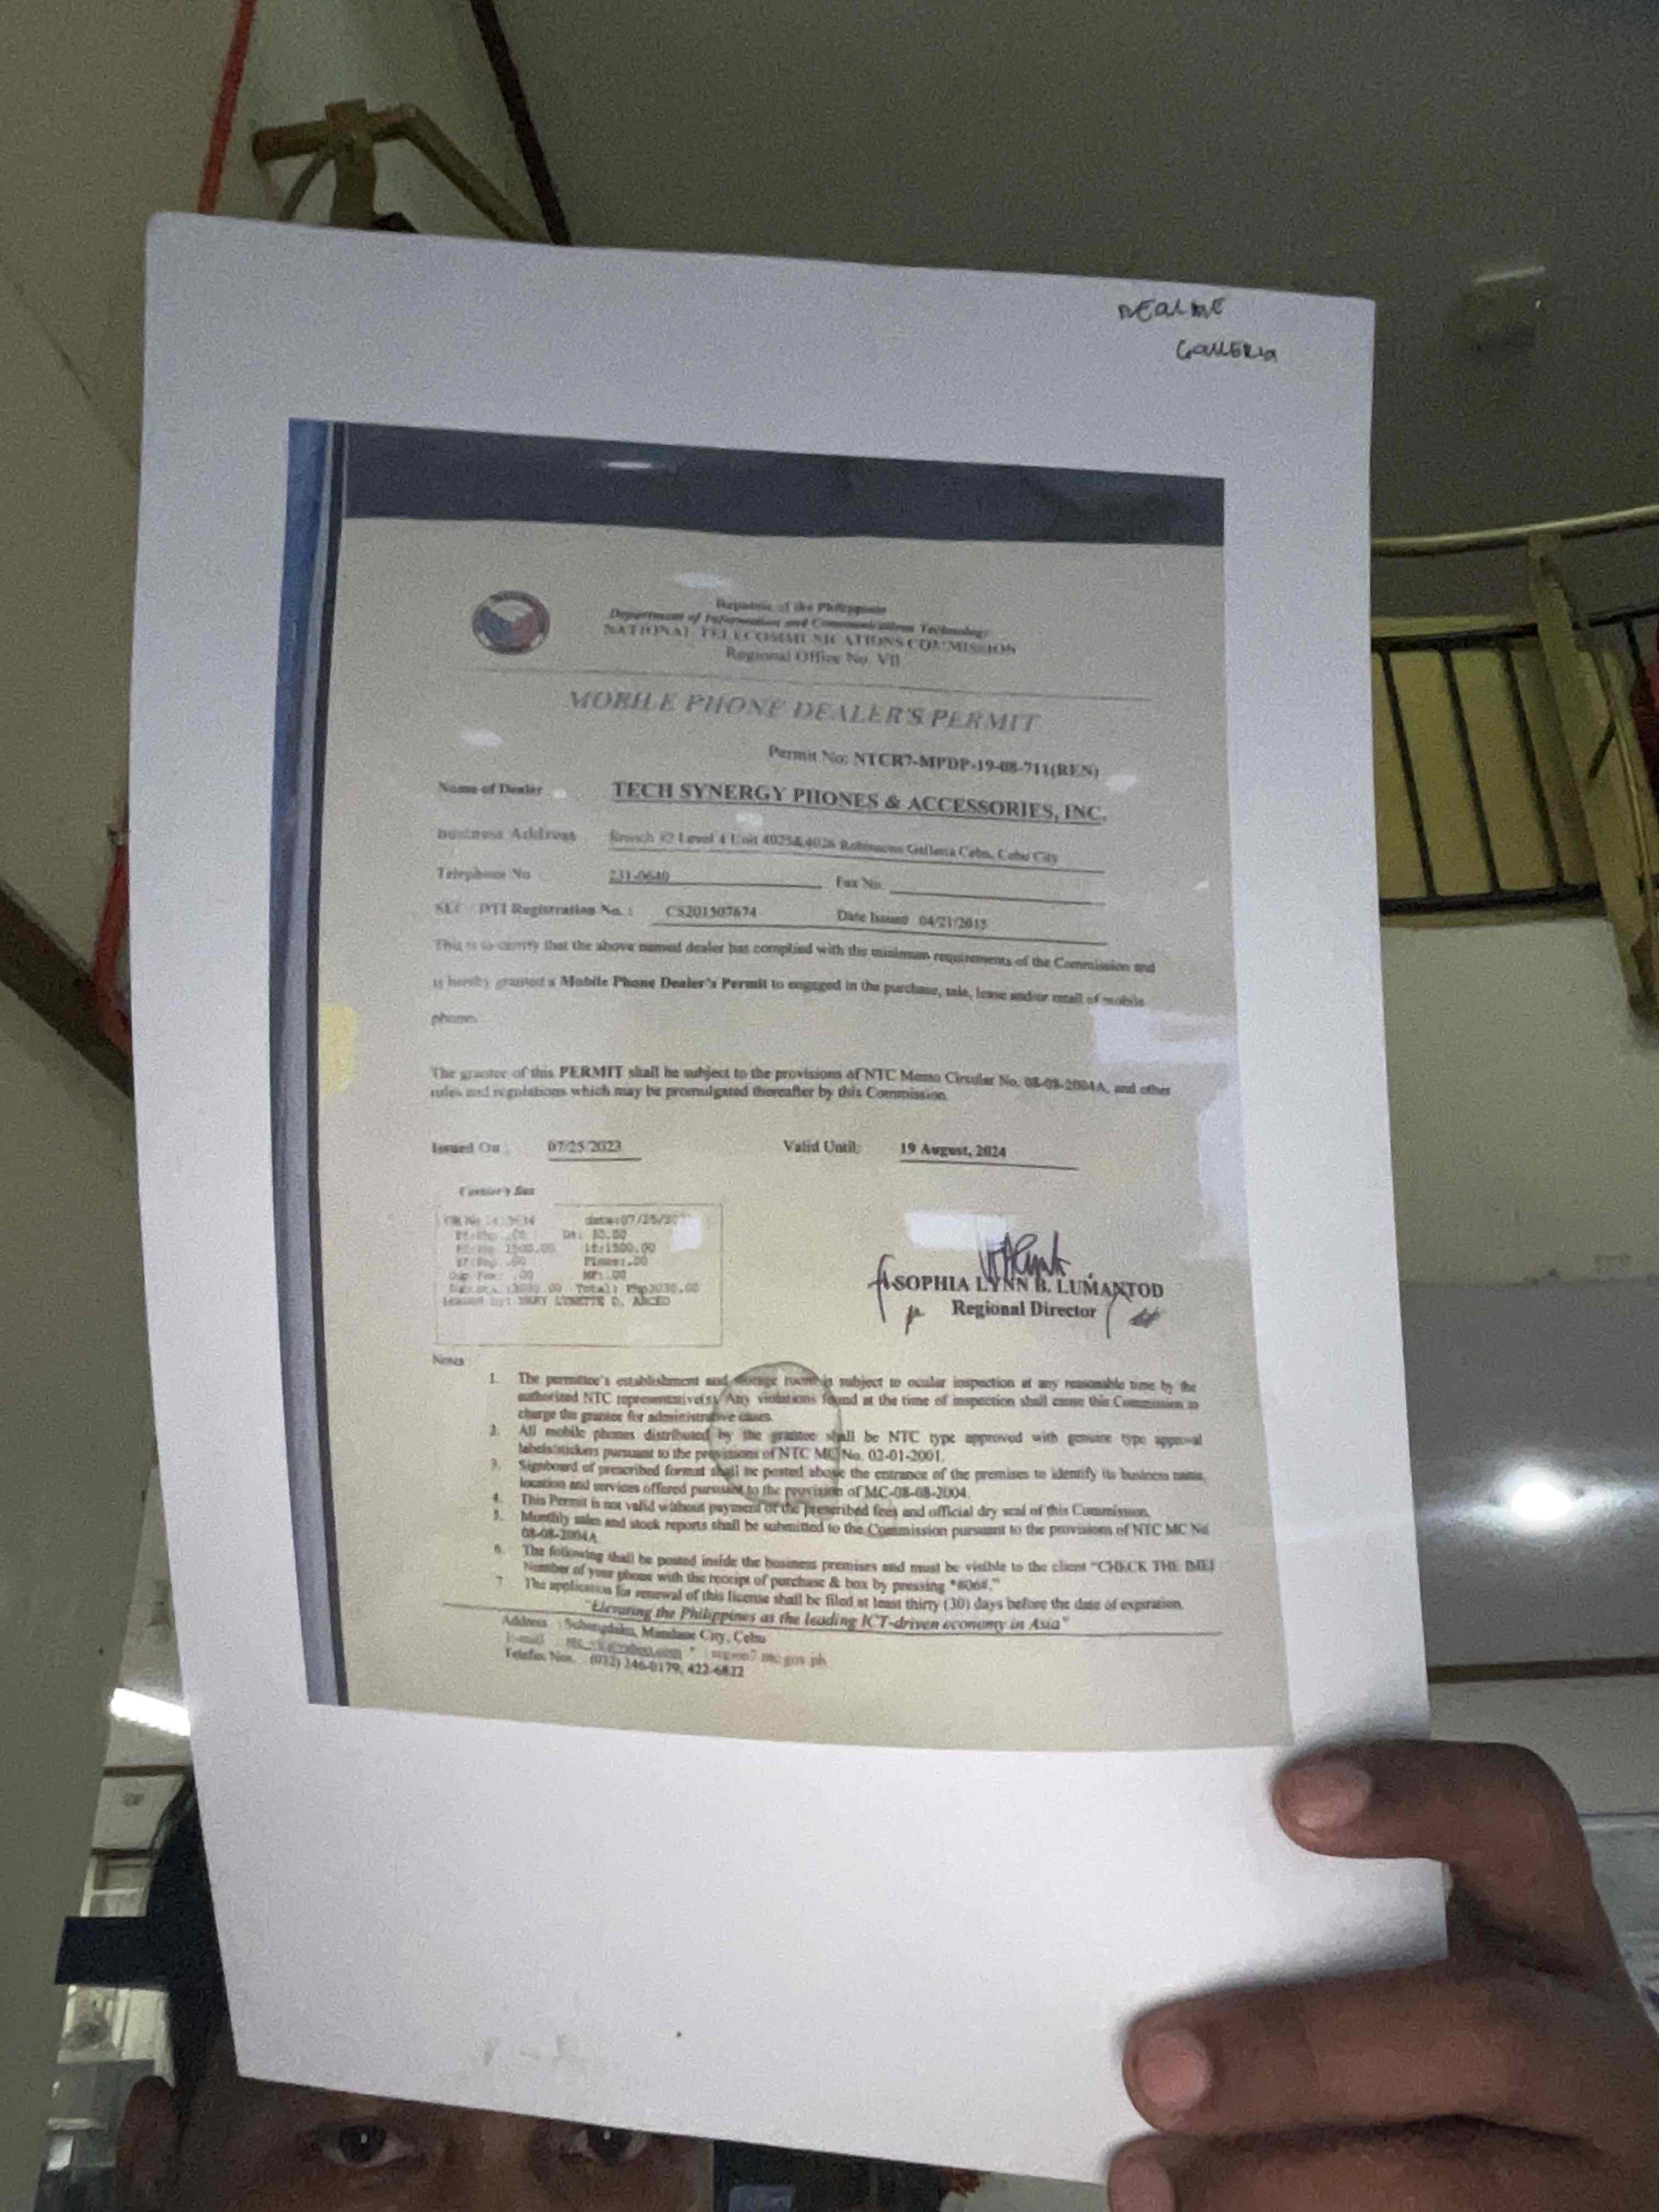 REALME
GALLERIA
Republic of the Philippines
Department of Information and Communications Technology
NATIONAL TELECOMMUNICATIONS COMMISSION
Regional Office No. VII
MOBILE PHONE DEALER'S PERMIT
Permit No: NTCR7-MPDP-19-08-711(REN)
Name of Dealer TECH SYNERGY PHONES & ACCESSORIES, INC.
Business Address Branch #2 Level 4 Unit 4025&4026 Robinsons Galleria Cebu, Cebu City
Telephone No 231-0640 Fax No.
SEC / DTI Registration No. : CS201507674 Date Issued 04/21/2015
This is to certify that the above named dealer has complied with the minimum requirements of the Commission and
is hereby granted a Mobile Phone Dealer's Permit to engaged in the purchase, sale, lease and/or retail of mobile
phones
The grantee of this PERMIT shall be subject to the provisions of NTC Memo Circular No. 08-08-2004A, and other
rules and regulations which may be promulgated thereafter by this Commission.
Issued On : 07/25/2023 Valid Until: 19 August, 2024
OR No date:07/25/20
.00 DS: 30.00
1500.00 lf:1500.00
.00 Fines:.00
Fee: .00 MF: .00
Total: Php3030.00
Issued by: MARY LYNETTE D. ARCED
SOPHIA LYNN B. LUMANTOD
Regional Director
Notes
1. The permittee's establishment and storage room is subject to ocular inspection at any reasonable time by the
authorized NTC representative(s). Any violations found at the time of inspection shall cause this Commission to
charge the grantee for administrative cases.
2. All mobile phones distributed by the grantee shall be NTC type approved with genuine type approval
labels/stickers pursuant to the provisions of NTC MC No. 02-01-2001.
3. Signboard of prescribed format shall be posted above the entrance of the premises to identify its business name,
location and services offered pursuant to the provision of MC-08-08-2004.
4. This Permit is not valid without payment of the prescribed fees and official dry seal of this Commission.
5. Monthly sales and stock reports shall be submitted to the Commission pursuant to the provisions of NTC MC No
08-08-2004A
6. The following shall be posted inside the business premises and must be visible to the client "CHECK THE IMEI
Number of your phone with the receipt of purchase & box by pressing *#06#."
7. The application for renewal of this license shall be filed at least thirty (30) days before the date of expiration.
"Elevating the Philippines as the leading ICT-driven economy in Asia"
Address : Subangdaku, Mandaue City, Cebu
E-mail region7.ntc.gov.ph
Telefax Nos. (032) 346-0179, 422-6822